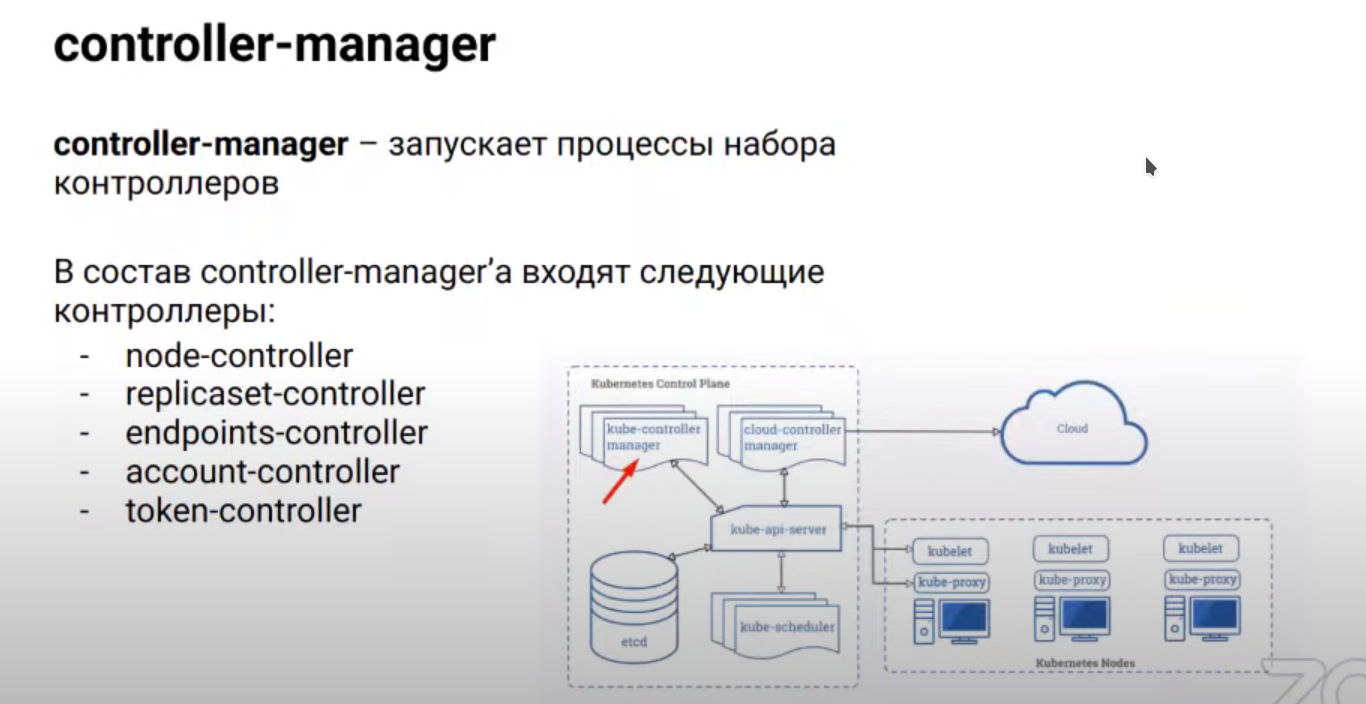 controller-manager
controller-manager – запускает процессы набора
контроллеров
В состав controller-manager’а входят следующие
контроллеры:
- node-controller
- replicaset-controller
- endpoints-controller
- account-controller
- token-controller
Kubernetes Control Plane
kube-controller
manager
cloud-controller
manager
Cloud
kube-api-server
kubelet
kubelet
kubelet
kube-proxy
kube-proxy
kube-proxy
etcd
kube-scheduler
Kubernetes Nodes